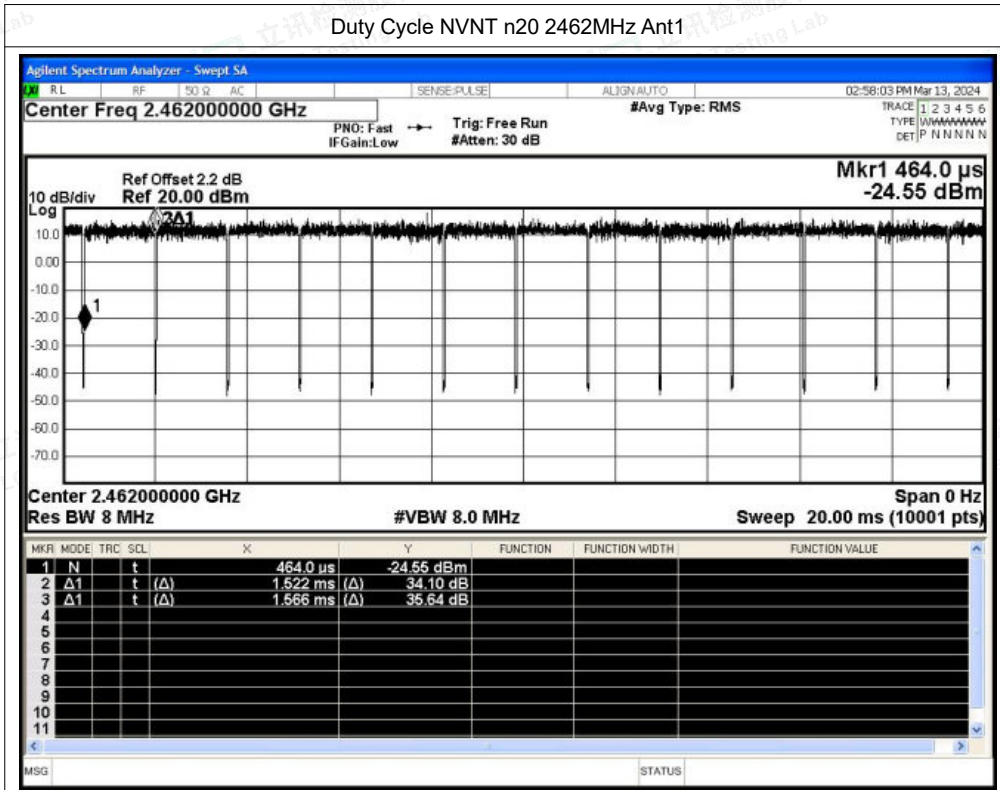 Duty Cycle NVNT n20 2462MHz Ant1
Agilent Spectrum Analyzer - Swept SA
RL RF 50 Ω AC SENSE:PULSE ALIGN AUTO 02:58:03 PM Mar 13, 2024
Center Freq 2.462000000 GHz #Avg Type: RMS TRACE 1 2 3 4 5 6
PNO: Fast Trig: Free Run TYPE WWWWWW
IFGain:Low #Atten: 30 dB DET P N N N N N
Mkr1 464.0 µs
Ref Offset 2.2 dB -24.55 dBm
10 dB/div Ref 20.00 dBm
Log
3Δ1
10.0
0.00
-10.0
1
-20.0
-30.0
-40.0
-50.0
-60.0
-70.0
Center 2.462000000 GHz Span 0 Hz
Res BW 8 MHz #VBW 8.0 MHz Sweep 20.00 ms (10001 pts)
MKR MODE TRC SCL X Y FUNCTION FUNCTION WIDTH FUNCTION VALUE
1 N t 464.0 µs -24.55 dBm
2 Δ1 t (Δ) 1.522 ms (Δ) 34.10 dB
3 Δ1 t (Δ) 1.566 ms (Δ) 35.64 dB
4
5
6
7
8
9
10
11
MSG STATUS